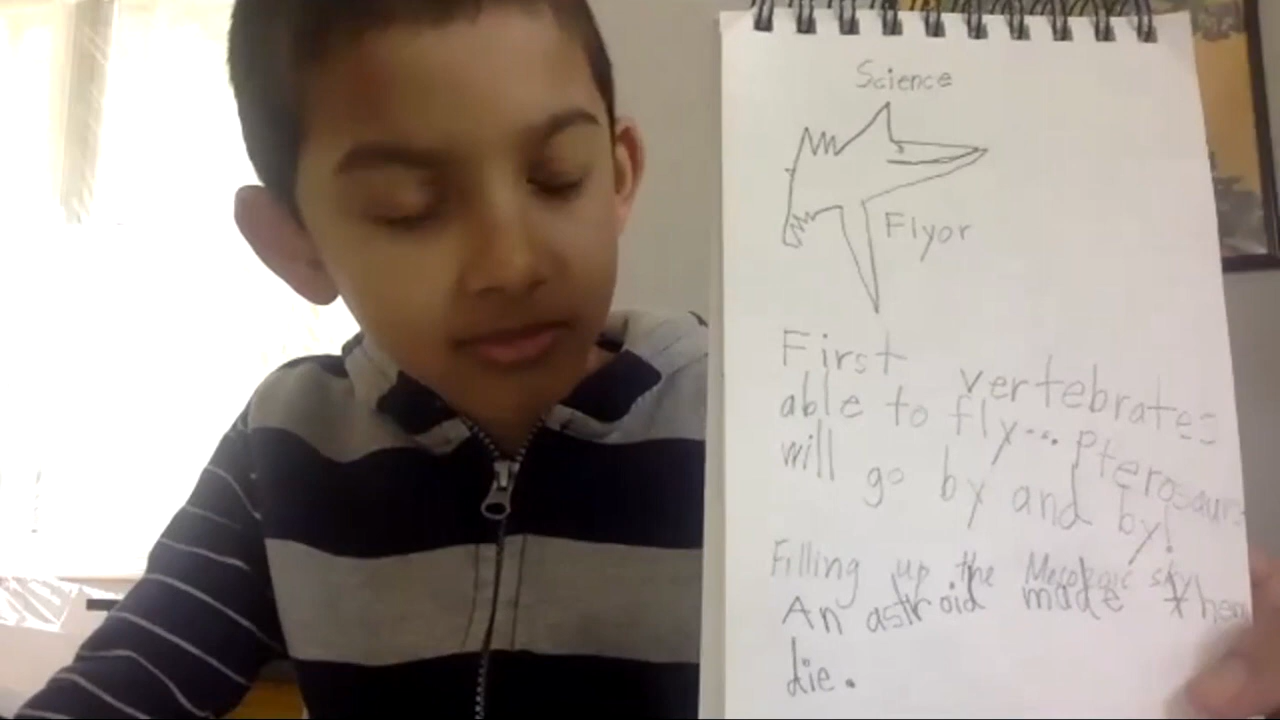 Science
Flyor
First vertebrates
able to fly... Pterosaurs
will go by and by!
Filling up the Mesozoic sky
An astroid made them
die.